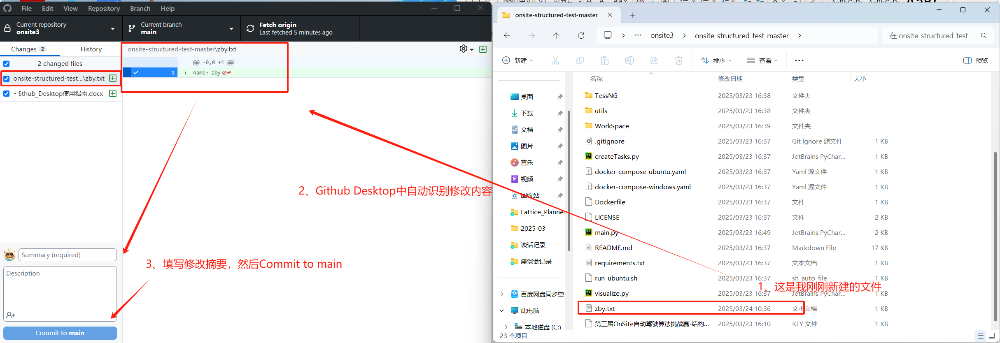 File Edit View Repository Branch Help
Current repository
onsite3
Current branch
main
Fetch origin
Last fetched 5 minutes ago
Changes 2
History
2 changed files
onsite-structured-test...\zby.txt
~$thub_Desktop使用指南.docx
onsite-structured-test-master\zby.txt
@@ -0,0 +1 @@
1 + name: zby
2、Github Desktop中自动识别修改内容
3、填写修改摘要，然后Commit to main
Summary (required)
Description
Commit to main
onsite-structured-test-master
onsite3
onsite-structured-test-master
在 onsite-structured-test-
新建
排序
查看
预览
桌面
下载
文档
图片
音乐
视频
回收站
Lattice_Planne
2025-03
谈话记录
座谈会记录
百度网盘同步空
此电脑
本地磁盘 (C:)
名称 修改日期 类型 大小
TessNG 2025/03/23 16:38 文件夹
utils 2025/03/23 16:38 文件夹
WorkSpace 2025/03/23 16:39 文件夹
.gitignore 2025/03/23 16:37 Git Ignore 源文件 1 KB
createTasks.py 2025/03/23 16:37 JetBrains PyChar... 1 KB
docker-compose-ubuntu.yaml 2025/03/23 16:37 Yaml 源文件 1 KB
docker-compose-windows.yaml 2025/03/23 16:37 Yaml 源文件 1 KB
Dockerfile 2025/03/23 16:37 文件 1 KB
LICENSE 2025/03/23 16:37 文件 2 KB
main.py 2025/03/23 16:49 JetBrains PyChar... 2 KB
README.md 2025/03/23 16:37 Markdown File 17 KB
requirements.txt 2025/03/23 16:37 文本文档 1 KB
run_ubuntu.sh 2025/03/23 16:37 sh_auto_file 1 KB
1、这是我刚刚新建的文件
visualize.py 2025/03/23 16:37 JetBrains PyChar... 1 KB
zby.txt 2025/03/24 10:36 文本文档 1 KB
第三届OnSite自动驾驶算法挑战赛-结构... 2025/03/23 16:10 KEY 文件 2 KB
23 个项目